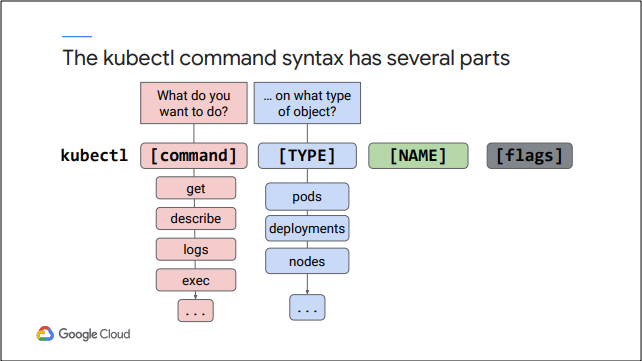 The kubectl command syntax has several parts
What do you
want to do?
... on what type
of object?
kubectl [command] [TYPE] [NAME] [flags]
get
describe
logs
exec
...
pods
deployments
nodes
...
Google Cloud